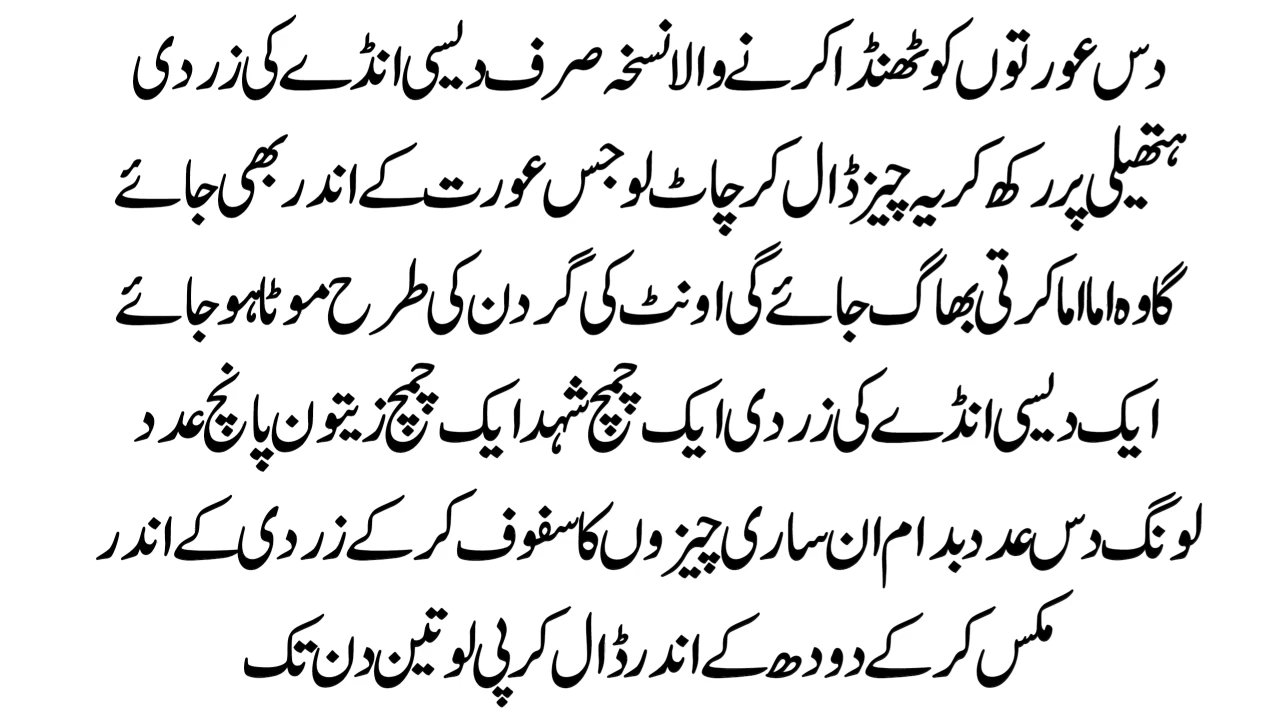 دس عورتوں کو ٹھنڈا کرنے والا نسخہ صرف دیسی انڈے کی زردی
ہتھیلی پر رکھ کر یہ چیز ڈال کر چاٹ لو جس عورت کے اندر بھی جائے
گا وہ اما اما کرتی بھاگ جائے گی اونٹ کی گردن کی طرح موٹا ہو جائے
ایک دیسی انڈے کی زردی ایک چمچ شہد ایک چمچ زیتون پانچ عدد
لونگ دس عدد بدام ان ساری چیزوں کا سفوف کر کے زردی کے اندر
مکس کر کے دودھ کے اندر ڈال کر پی لو تین دن تک